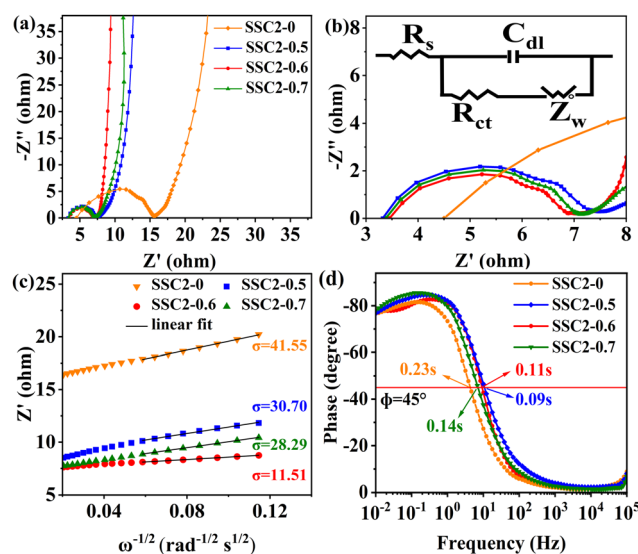 (a)
SSC2-0
SSC2-0.5
SSC2-0.6
SSC2-0.7
-Z'' (ohm)
35
30
25
20
15
10
5
0
0 5 10 15 20 25 30 35
Z' (ohm)
(b)
R_s
C_dl
R_ct
Z_w
-Z'' (ohm)
8
6
4
2
0
3 4 5 6 7 8
Z' (ohm)
(c)
SSC2-0 SSC2-0.5
SSC2-0.6 SSC2-0.7
linear fit
σ=41.55
σ=30.70
σ=28.29
σ=11.51
Z'
25
20
15
10
5
0.04 0.08 0.12
ω^-1/2 (rad^-1/2 s^1/2)
(d)
SSC2-0
SSC2-0.5
SSC2-0.6
SSC2-0.7
0.23s
0.11s
ϕ=45°
0.09s
0.14s
Phase (degree)
-80
-60
-40
-20
0
10^-2 10^-1 10^0 10^1 10^2 10^3 10^4 10^5
Frequency (Hz)